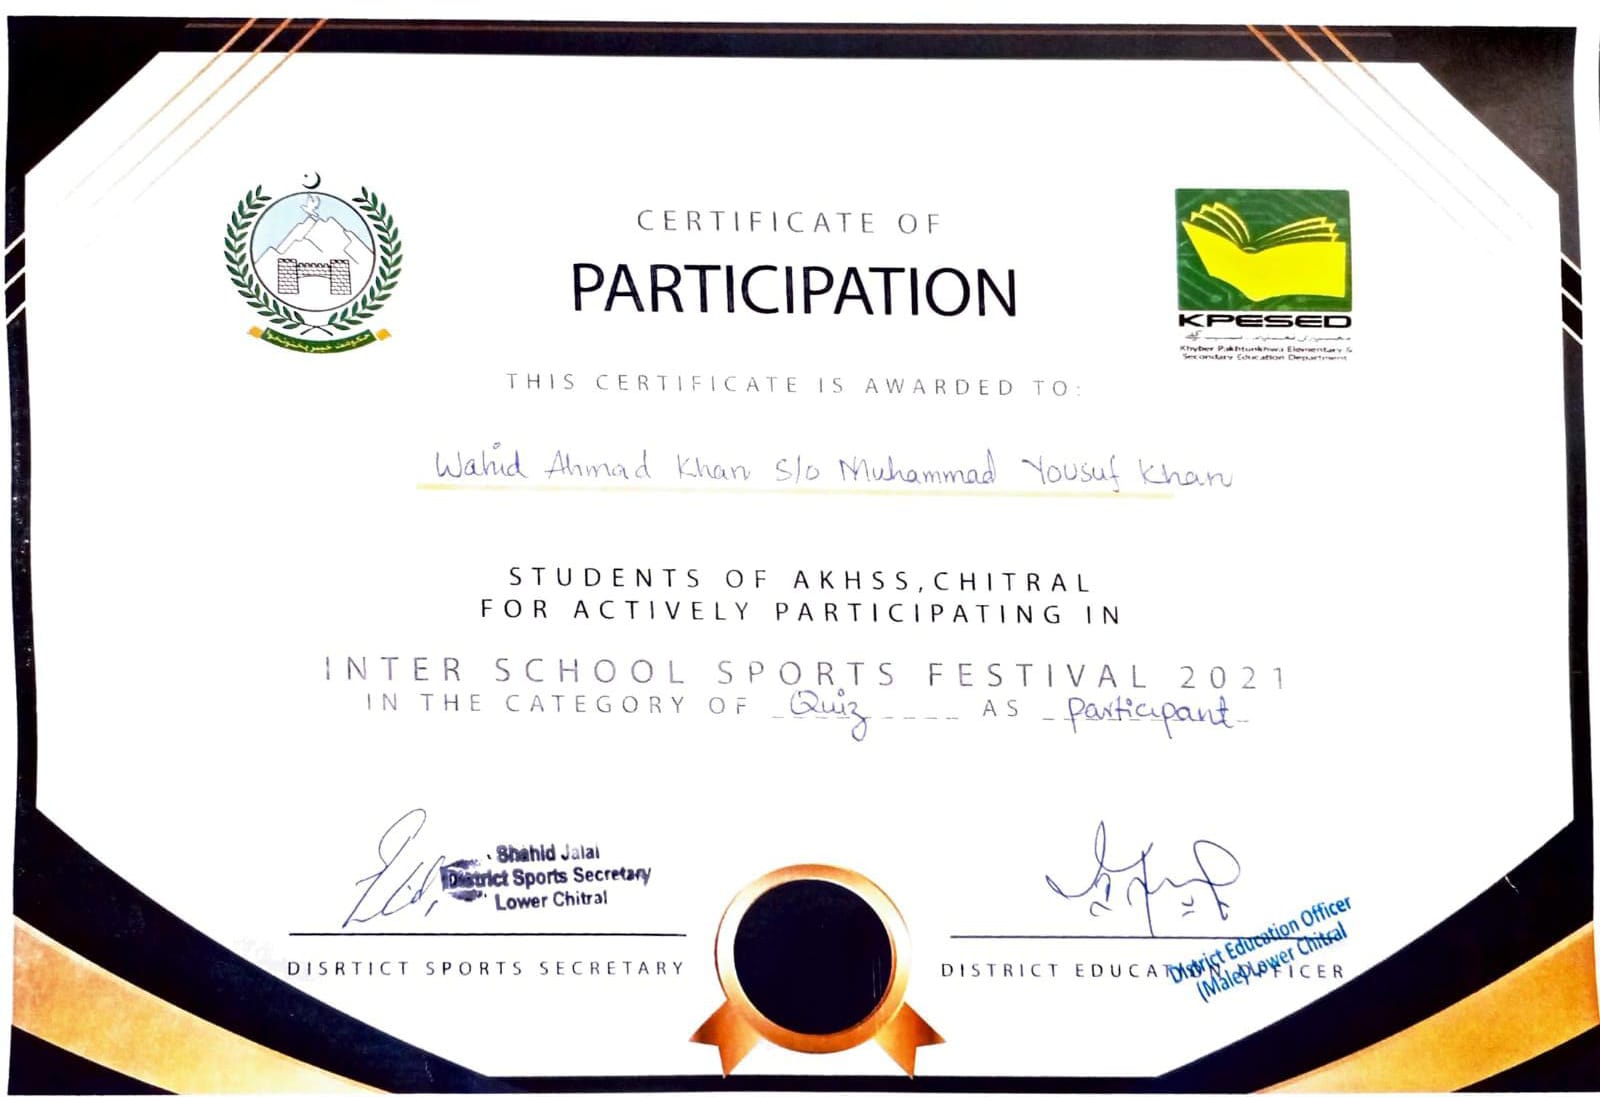 CERTIFICATE OF
PARTICIPATION
حکومت خیبر پختونخوا
KPESED
Khyber Pakhtunkhwa Elementary &
Secondary Education Department
THIS CERTIFICATE IS AWARDED TO:
Wahid Ahmad Khan S/o Muhammad Yousuf Khan
STUDENTS OF AKHSS,CHITRAL
FOR ACTIVELY PARTICIPATING IN
INTER SCHOOL SPORTS FESTIVAL 2021
IN THE CATEGORY OF Quiz AS participant
Shahid Jalal
District Sports Secretary
Lower Chitral
DISRTICT SPORTS SECRETARY
DISTRICT EDUCATION OFFICER
District Education Officer
(Male) Lower Chitral